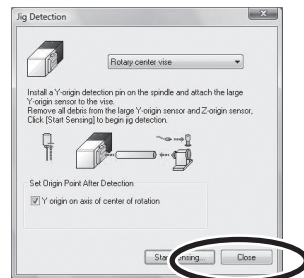 Jig Detection
Rotary center vise
Install a Y-origin detection pin on the spindle and attach the large
Y-origin sensor to the vise.
Remove all debris from the large Y-origin sensor and Z-origin sensor,
Click [Start Sensing] to begin jig detection.
Set Origin Point After Detection
Y origin on axis of center of rotation
Start Sensing...
Close